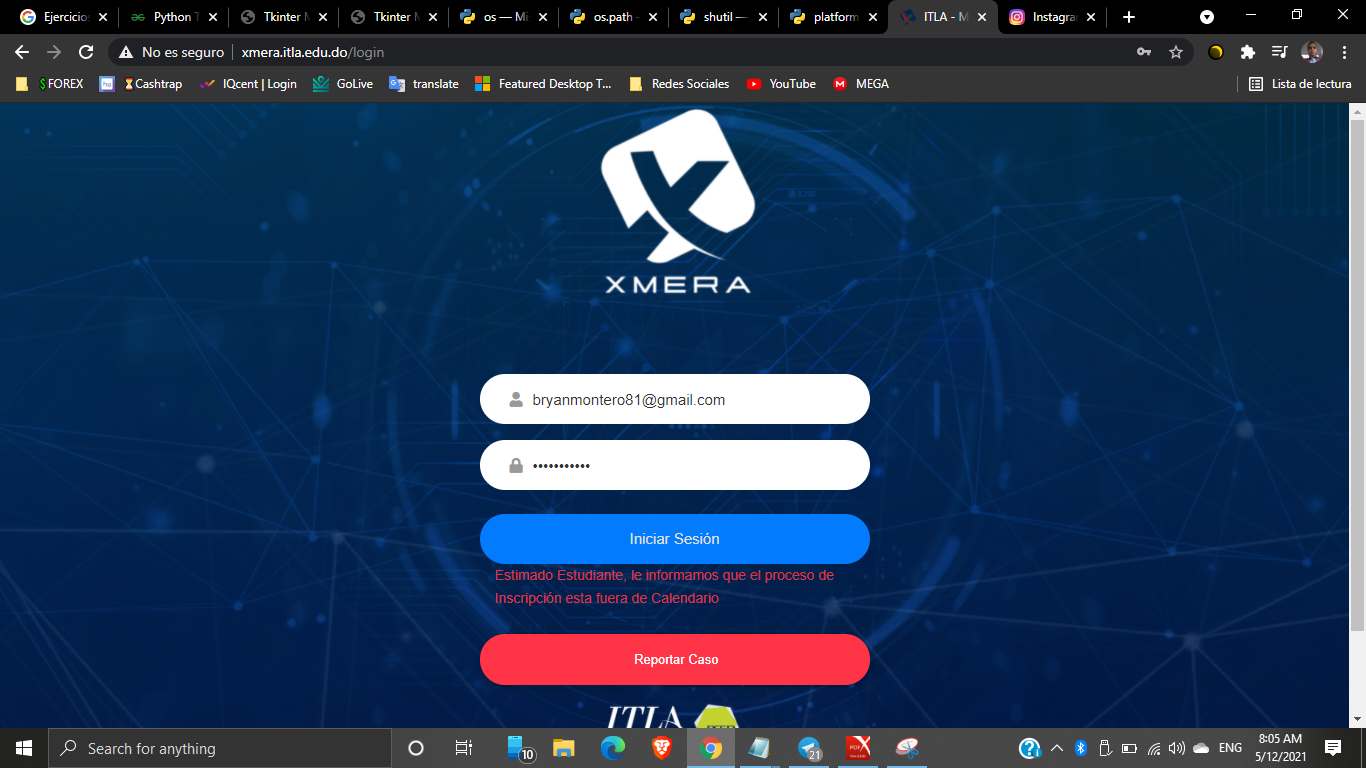 Ejercicio
Python T
Tkinter M
Tkinter M
os — Mi
os.path -
shutil —
platform
ITLA - M
Instagra
No es seguro
xmera.itla.edu.do/login
$ FOREX
Cashtrap
IQcent | Login
GoLive
translate
Featured Desktop T...
Redes Sociales
YouTube
MEGA
Lista de lectura
XMERA
bryanmontero81@gmail.com
•••••••••••
Iniciar Sesión
Estimado Estudiante, le informamos que el proceso de
Inscripción esta fuera de Calendario
Reportar Caso
ITLA
Search for anything
10
21
ENG
8:05 AM
5/12/2021